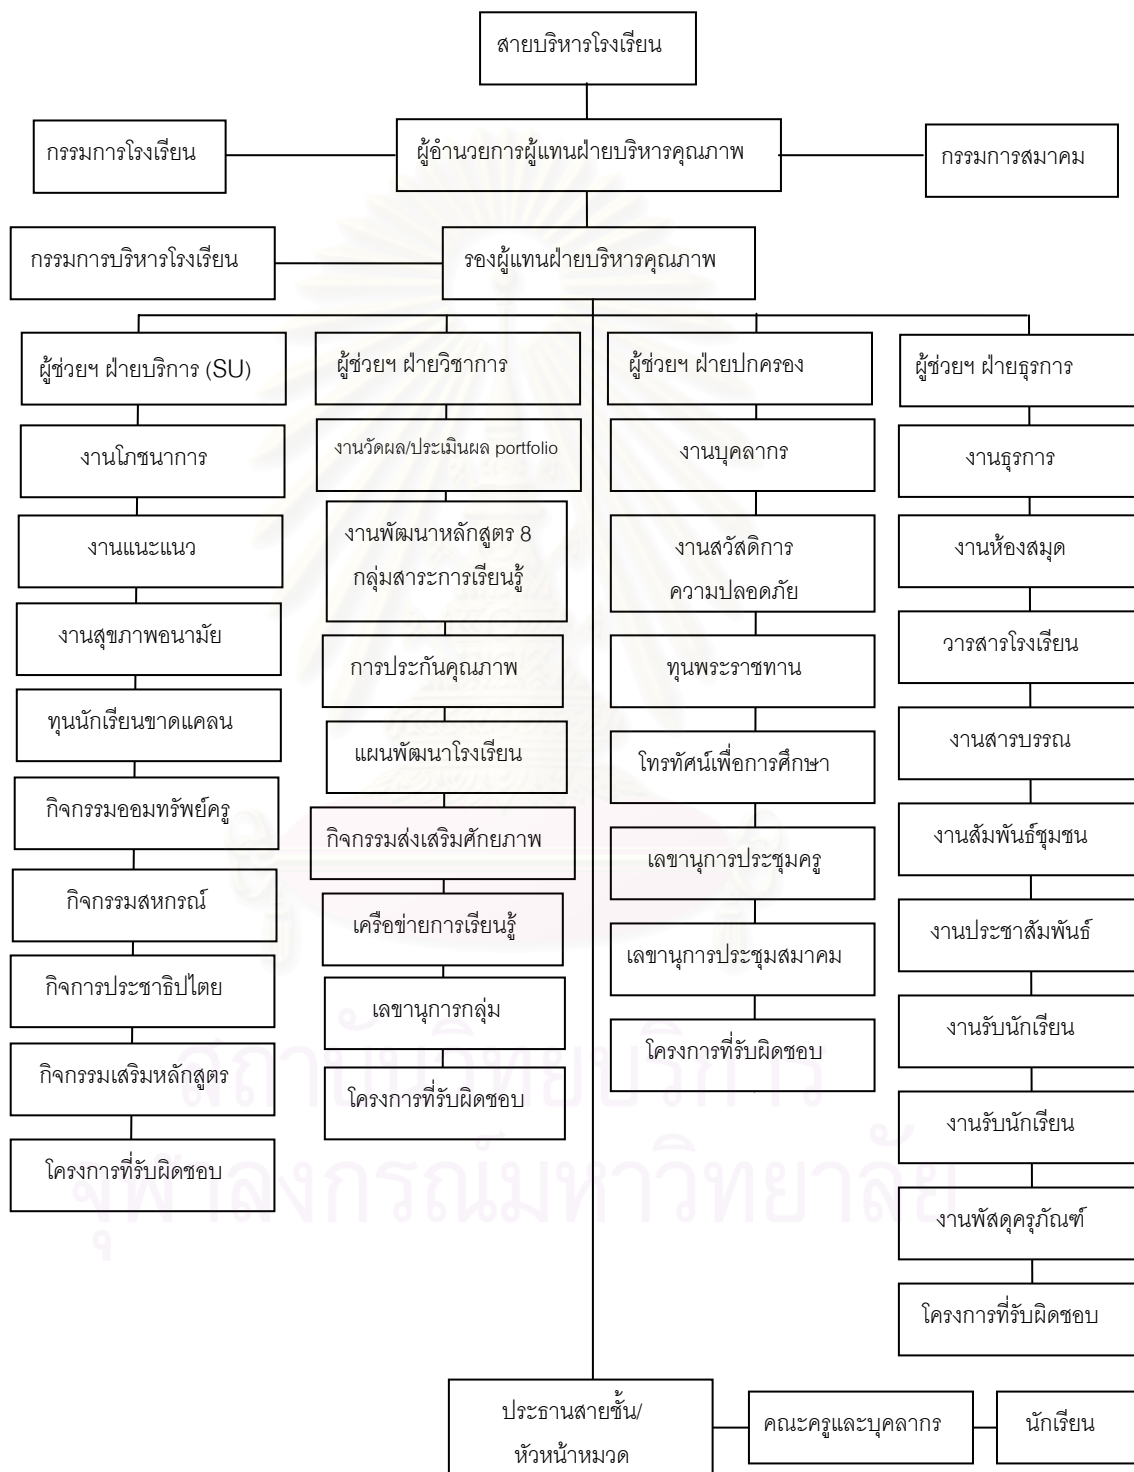 สายบริหารโรงเรียน
กรรมการโรงเรียน
ผู้อำนวยการผู้แทนฝ่ายบริหารคุณภาพ
กรรมการสมาคม
กรรมการบริหารโรงเรียน
รองผู้แทนฝ่ายบริหารคุณภาพ
ผู้ช่วยฯ ฝ่ายบริการ (SU)
งานโภชนาการ
งานแนะแนว
งานสุขภาพอนามัย
ทุนนักเรียนขาดแคลน
กิจกรรมออมทรัพย์ครู
กิจกรรมสหกรณ์
กิจการประชาธิปไตย
กิจกรรมเสริมหลักสูตร
โครงการที่รับผิดชอบ
ผู้ช่วยฯ ฝ่ายวิชาการ
งานวัดผล/ประเมินผล portfolio
งานพัฒนาหลักสูตร 8
กลุ่มสาระการเรียนรู้
การประกันคุณภาพ
แผนพัฒนาโรงเรียน
กิจกรรมส่งเสริมศักยภาพ
เครือข่ายการเรียนรู้
เลขานุการกลุ่ม
โครงการที่รับผิดชอบ
ผู้ช่วยฯ ฝ่ายปกครอง
งานบุคลากร
งานสวัสดิการ
ความปลอดภัย
ทุนพระราชทาน
โทรทัศน์เพื่อการศึกษา
เลขานุการประชุมครู
เลขานุการประชุมสมาคม
โครงการที่รับผิดชอบ
ผู้ช่วยฯ ฝ่ายธุรการ
งานธุรการ
งานห้องสมุด
วารสารโรงเรียน
งานสารบรรณ
งานสัมพันธ์ชุมชน
งานประชาสัมพันธ์
งานรับนักเรียน
งานรับนักเรียน
งานพัสดุครุภัณฑ์
โครงการที่รับผิดชอบ
ประธานสายชั้น/
หัวหน้าหมวด
คณะครูและบุคลากร
นักเรียน
สถาบันวิทยบริการ
จุฬาลงกรณ์มหาวิทยาลัย